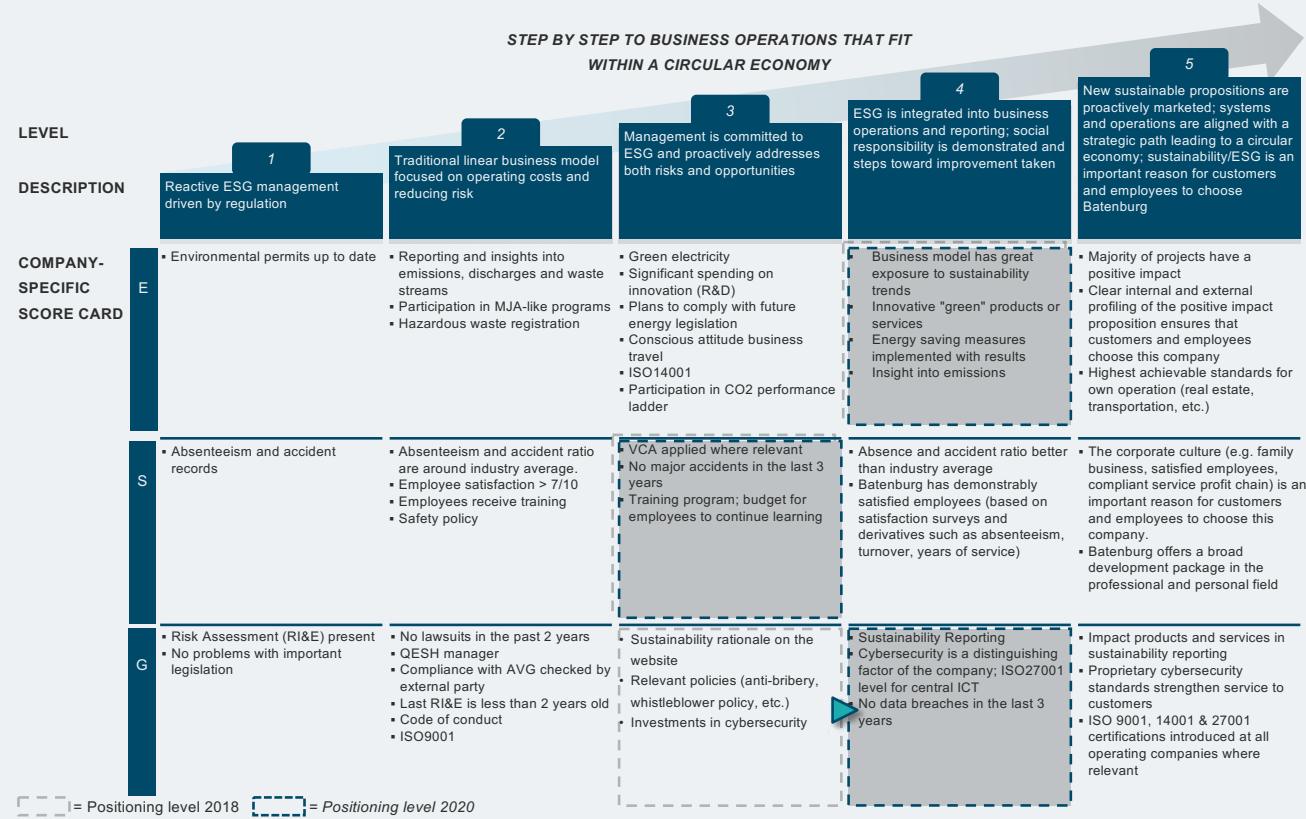 STEP BY STEP TO BUSINESS OPERATIONS THAT FIT
WITHIN A CIRCULAR ECONOMY
LEVEL
DESCRIPTION
1
Reactive ESG management
driven by regulation
2
Traditional linear business model
focused on operating costs and
reducing risk
3
Management is committed to
ESG and proactively addresses
both risks and opportunities
4
ESG is integrated into business
operations and reporting; social
responsibility is demonstrated and
steps toward improvement taken
5
New sustainable propositions are
proactively marketed; systems
and operations are aligned with a
strategic path leading to a circular
economy; sustainability/ESG is an
important reason for customers
and employees to choose
Batenburg
COMPANY-
SPECIFIC
SCORE CARD
E
▪ Environmental permits up to date
▪ Reporting and insights into
emissions, discharges and waste
streams
▪ Participation in MJA-like programs
▪ Hazardous waste registration
▪ Green electricity
▪ Significant spending on
innovation (R&D)
▪ Plans to comply with future
energy legislation
▪ Conscious attitude business
travel
▪ ISO14001
▪ Participation in CO2 performance
ladder
▪ Business model has great
exposure to sustainability
trends
▪ Innovative "green" products or
services
▪ Energy saving measures
implemented with results
▪ Insight into emissions
▪ Majority of projects have a
positive impact
▪ Clear internal and external
profiling of the positive impact
proposition ensures that
customers and employees
choose this company
▪ Highest achievable standards for
own operation (real estate,
transportation, etc.)
S
▪ Absenteeism and accident
records
▪ Absenteeism and accident ratio
are around industry average.
▪ Employee satisfaction > 7/10
▪ Employees receive training
▪ Safety policy
▪ VCA applied where relevant
▪ No major accidents in the last 3
years
▪ Training program; budget for
employees to continue learning
▪ Absence and accident ratio better
than industry average
▪ Batenburg has demonstrably
satisfied employees (based on
satisfaction surveys and
derivatives such as absenteeism,
turnover, years of service)
▪ The corporate culture (e.g. family
business, satisfied employees,
compliant service profit chain) is an
important reason for customers
and employees to choose this
company.
▪ Batenburg offers a broad
development package in the
professional and personal field
G
▪ Risk Assessment (RI&E) present
▪ No problems with important
legislation
▪ No lawsuits in the past 2 years
▪ QESH manager
▪ Compliance with AVG checked by
external party
▪ Last RI&E is less than 2 years old
▪ Code of conduct
▪ ISO9001
▪ Sustainability rationale on the
website
▪ Relevant policies (anti-bribery,
whistleblower policy, etc.)
▪ Investments in cybersecurity
▪ Sustainability Reporting
▪ Cybersecurity is a distinguishing
factor of the company; ISO27001
level for central ICT
▪ No data breaches in the last 3
years
▪ Impact products and services in
sustainability reporting
▪ Proprietary cybersecurity
standards strengthen service to
customers
▪ ISO 9001, 14001 & 27001
certifications introduced at all
operating companies where
relevant
= Positioning level 2018
= Positioning level 2020